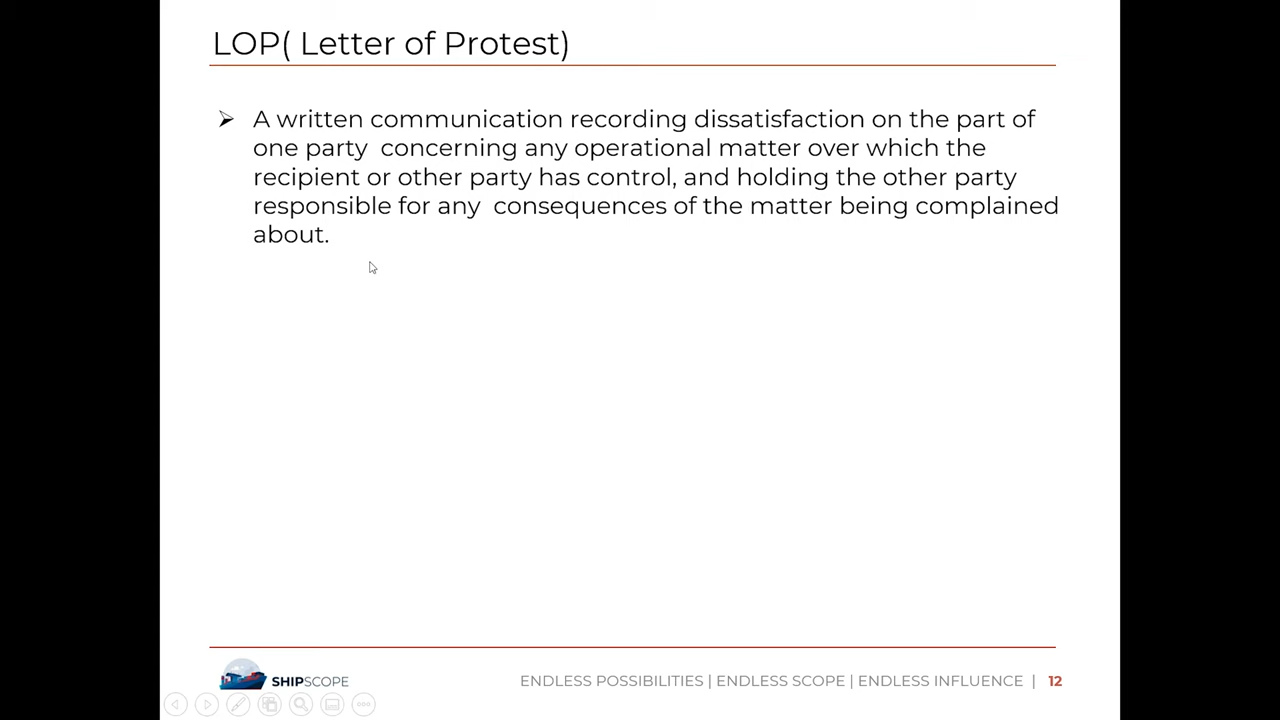 LOP( Letter of Protest)
➢ A written communication recording dissatisfaction on the part of
one party  concerning any operational matter over which the
recipient or other party has control, and holding the other party
responsible for any  consequences of the matter being complained
about.
SHIPSCOPE
ENDLESS POSSIBILITIES | ENDLESS SCOPE | ENDLESS INFLUENCE | 12